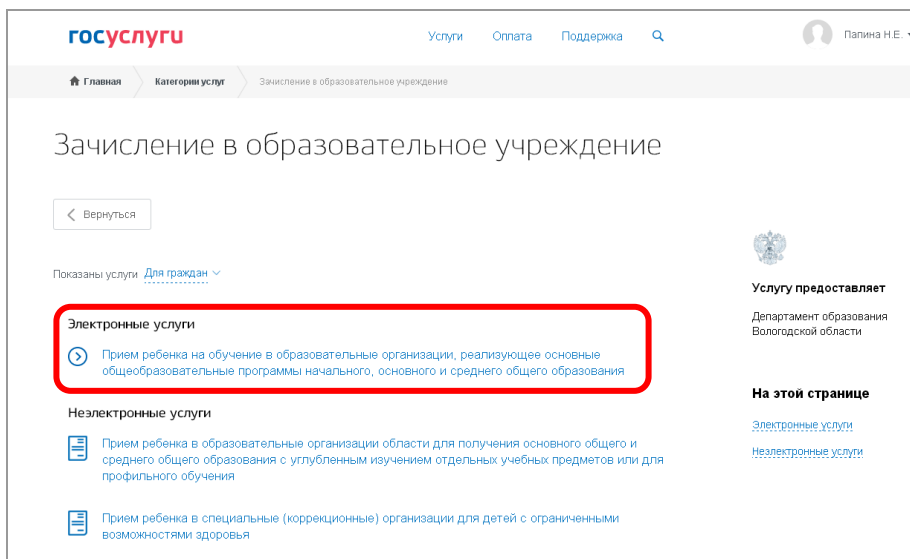 госуслуги
Услуги Оплата Поддержка
Папина Н.Е.
Главная Категории услуг Зачисление в образовательное учреждение
Зачисление в образовательное учреждение
Вернуться
Показаны услуги Для граждан
Электронные услуги
Прием ребенка на обучение в образовательные организации, реализующее основные
общеобразовательные программы начального, основного и среднего общего образования
Неэлектронные услуги
Прием ребенка в образовательные организации области для получения основного общего и
среднего общего образования с углубленным изучением отдельных учебных предметов или для
профильного обучения
Прием ребенка в специальные (коррекционные) организации для детей с ограниченными
возможностями здоровья
Услугу предоставляет
Департамент образования
Вологодской области
На этой странице
Электронные услуги
Неэлектронные услуги